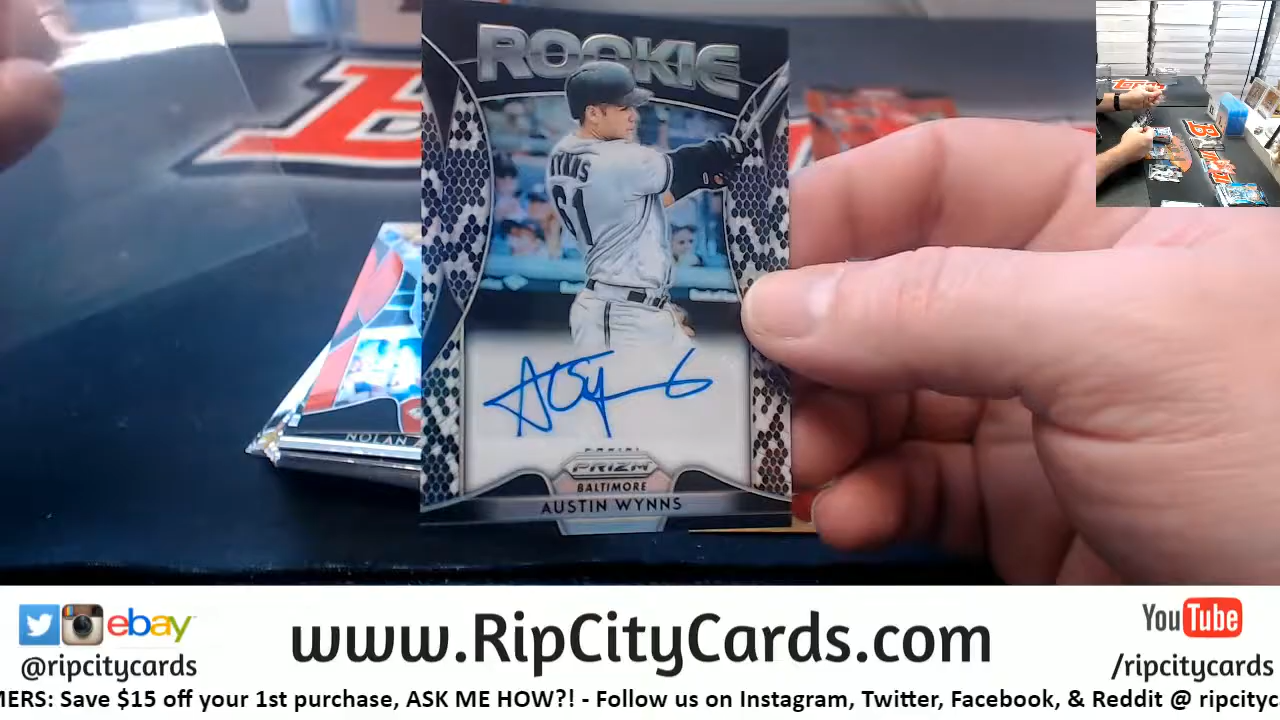 ROOKIE
WYNNS
61
NOLAN
PRIZM
BALTIMORE
AUSTIN WYNNS
ebay
@ripcitycards
www.RipCityCards.com
YouTube
/ripcitycards
MERS: Save $15 off your 1st purchase, ASK ME HOW?! - Follow us on Instagram, Twitter, Facebook, & Reddit @ ripcityc